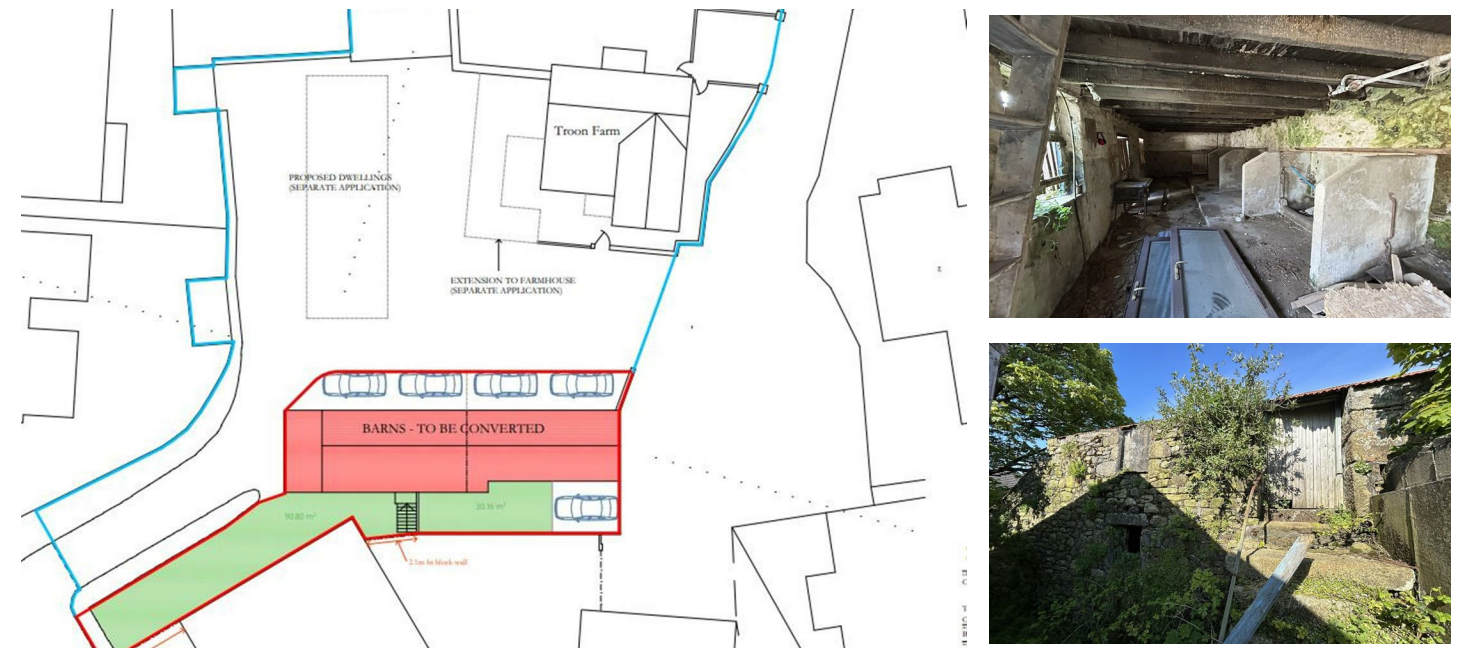 Troon Farm
PROPOSED DWELLINGS
(SEPARATE APPLICATION)
EXTENSION TO FARMHOUSE
(SEPARATE APPLICATION)
BARNS - TO BE CONVERTED
2.1m hi block wall